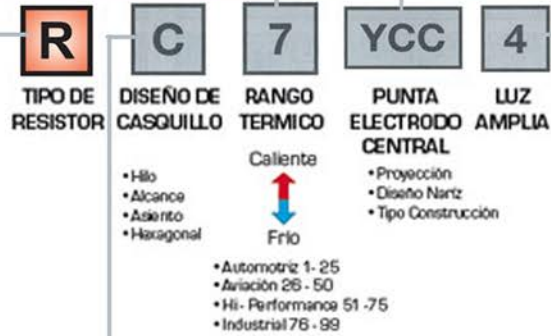 R C 7 YCC 4
TIPO DE RESISTOR
DISEÑO DE CASQUILLO
• Hilo
• Alcance
• Asiento
• Hexagonal
RANGO TERMICO
Caliente
Frío
• Automotriz 1- 25
• Aviación 26 - 50
• Hi- Performance 51 -75
• Industrial 76 - 99
PUNTA ELECTRODO CENTRAL
• Proyección
• Diseño Nariz
• Tipo Construcción
LUZ AMPLIA